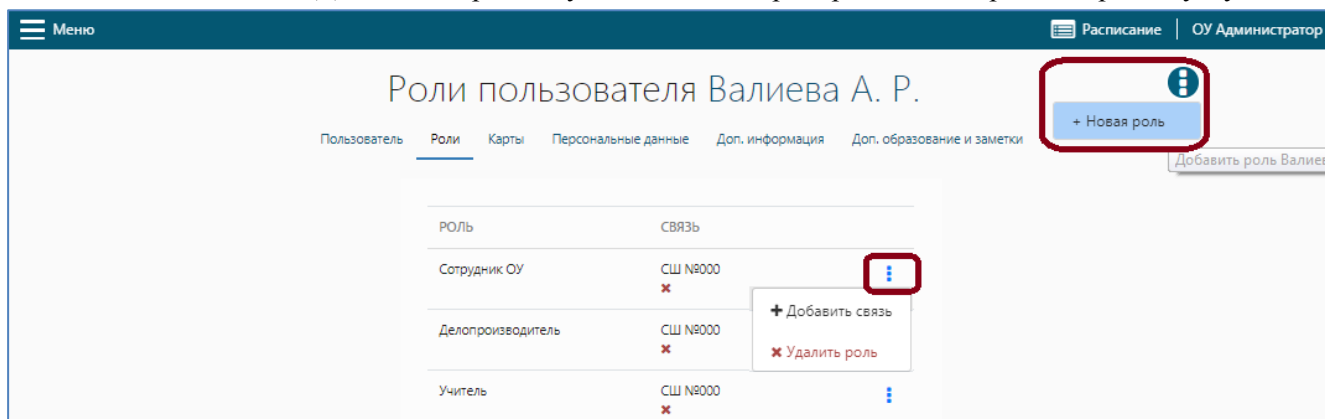 Меню Расписание ОУ Администратор
Роли пользователя Валиева А. Р.
+ Новая роль
Пользователь Роли Карты Персональные данные Доп. информация Доп. образование и заметки
Добавить роль
РОЛЬ СВЯЗЬ
Сотрудник ОУ СШ №000
+ Добавить связь
Делопроизводитель СШ №000
Удалить роль
Учитель СШ №000